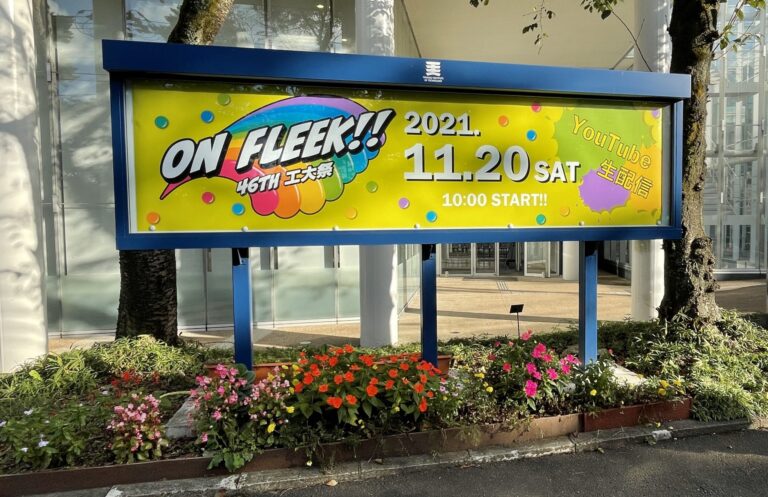 ON FLEEK!!
46TH 工大祭
2021.
11.20 SAT
10:00 START!!
YouTube
生配信